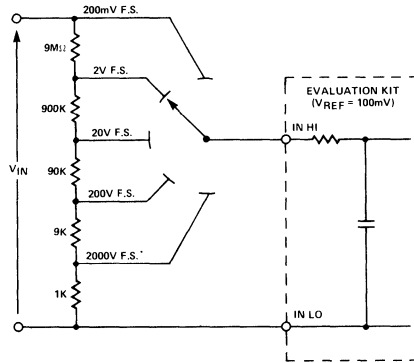 200mV F.S.
9MΩ
2V F.S.
900K
EVALUATION KIT
(VREF = 100mV)
20V F.S.
IN HI
VIN
90K
200V F.S.
9K
2000V F.S.*
1K
IN LO